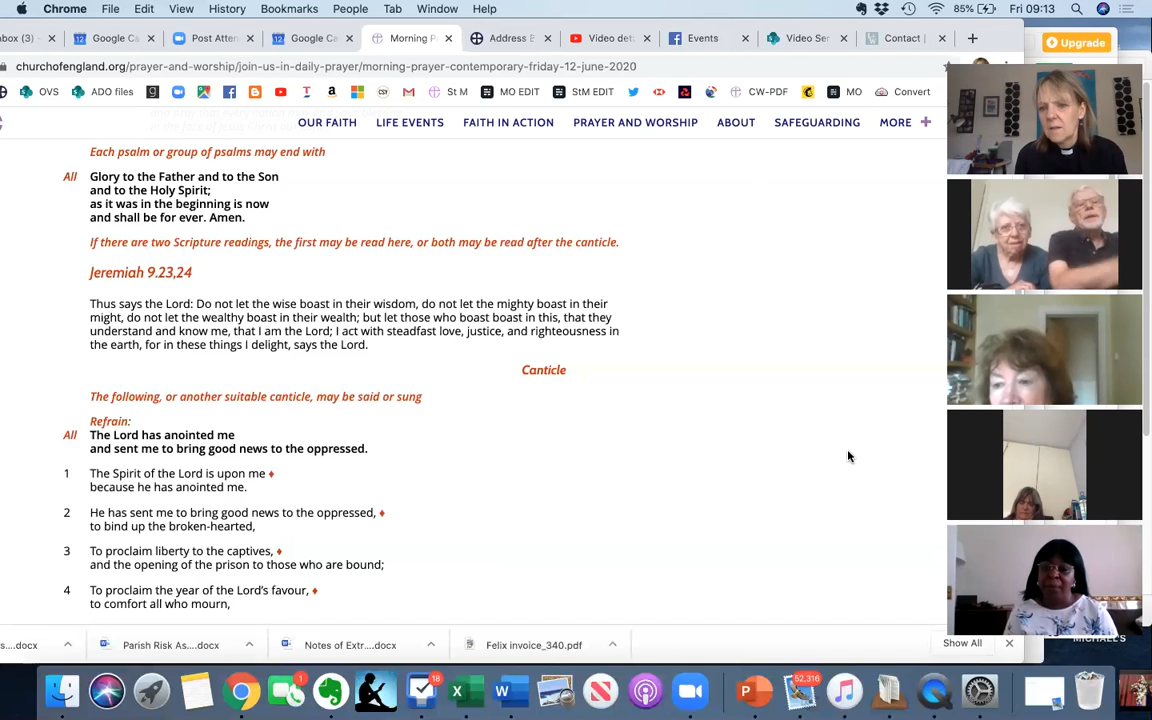 Chrome File Edit View History Bookmarks People Tab Window Help 85% Fri 09:13
box (3) Google Ca Post Atten Google Ca Morning P Address B Video det Events Video Ser Contact |
Upgrade
churchofengland.org/prayer-and-worship/join-us-in-daily-prayer/morning-prayer-contemporary-friday-12-june-2020
OVS ADO files St M MO EDIT StM EDIT CW-PDF MO Convert
OUR FAITH LIFE EVENTS FAITH IN ACTION PRAYER AND WORSHIP ABOUT SAFEGUARDING MORE +
Each psalm or group of psalms may end with
All Glory to the Father and to the Son
and to the Holy Spirit;
as it was in the beginning is now
and shall be for ever. Amen.
If there are two Scripture readings, the first may be read here, or both may be read after the canticle.
Jeremiah 9.23,24
Thus says the Lord: Do not let the wise boast in their wisdom, do not let the mighty boast in their
might, do not let the wealthy boast in their wealth; but let those who boast boast in this, that they
understand and know me, that I am the Lord; I act with steadfast love, justice, and righteousness in
the earth, for in these things I delight, says the Lord.
Canticle
The following, or another suitable canticle, may be said or sung
Refrain:
All The Lord has anointed me
and sent me to bring good news to the oppressed.
1 The Spirit of the Lord is upon me ♦
because he has anointed me.
2 He has sent me to bring good news to the oppressed, ♦
to bind up the broken-hearted,
3 To proclaim liberty to the captives, ♦
and the opening of the prison to those who are bound;
4 To proclaim the year of the Lord's favour, ♦
to comfort all who mourn,
MICHAEL'S
s....docx Parish Risk As....docx Notes of Extr....docx Felix invoice_340.pdf Show All
1 18 52,316